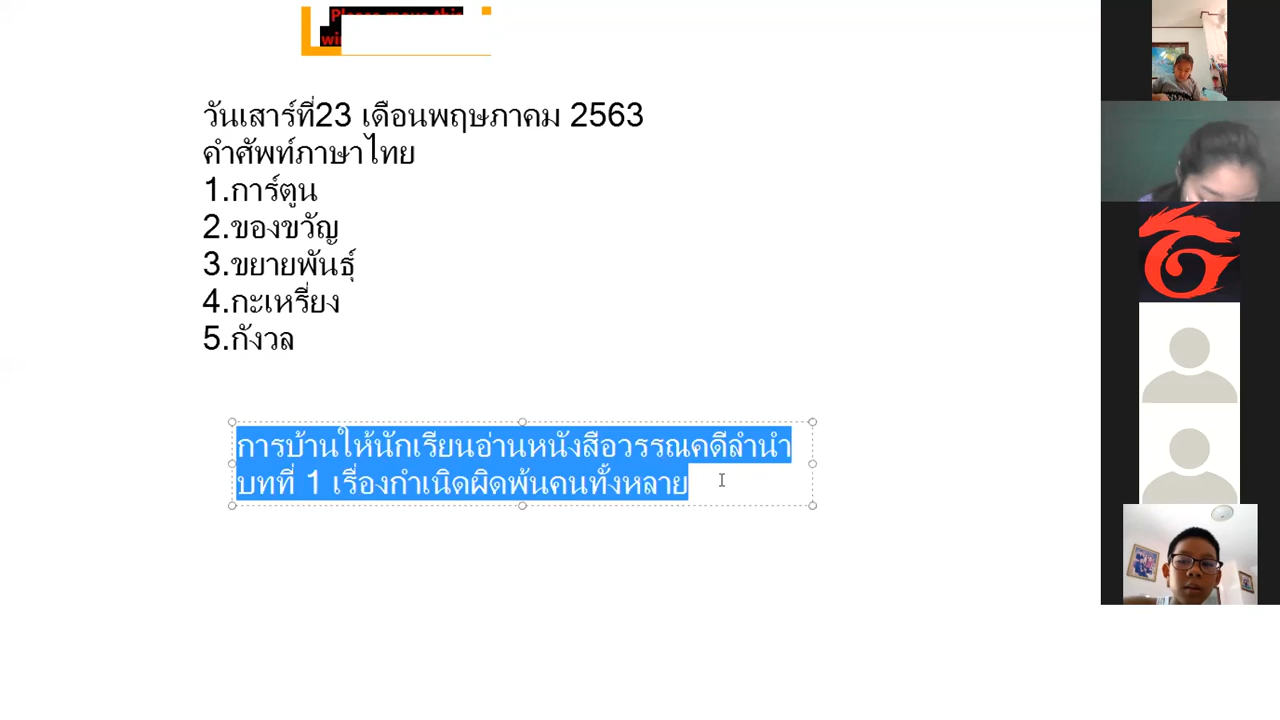 Please move this
วันเสาร์ที่23 เดือนพฤษภาคม 2563
คำศัพท์ภาษาไทย
1.การ์ตูน
2.ของขวัญ
3.ขยายพันธุ์
4.กะเหรี่ยง
5.กังวล
การบ้านให้นักเรียนอ่านหนังสือวรรณคดีลำนำ
บทที่ 1 เรื่องกำเนิดผิดพ้นคนทั้งหลาย